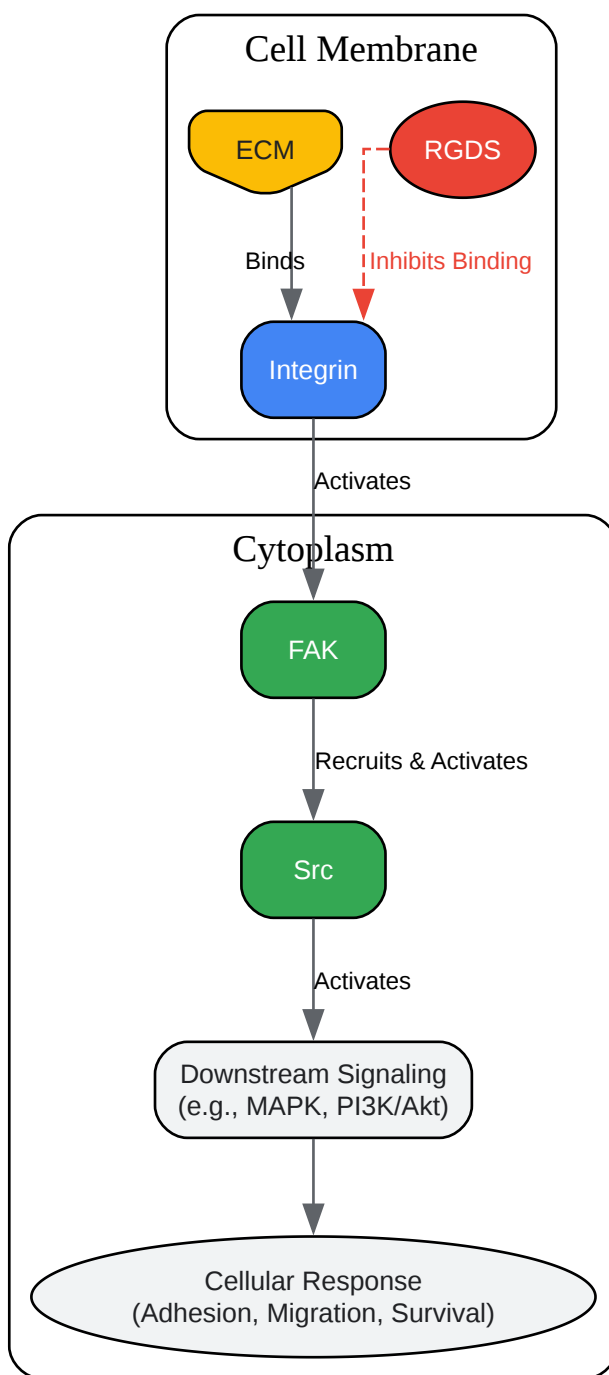 Cell Membrane
ECM
RGDS
Binds
Inhibits Binding
Integrin
Activates
Cytoplasm
FAK
Recruits & Activates
Src
Activates
Downstream Signaling
(e.g., MAPK, PI3K/Akt)
Cellular Response
(Adhesion, Migration, Survival)